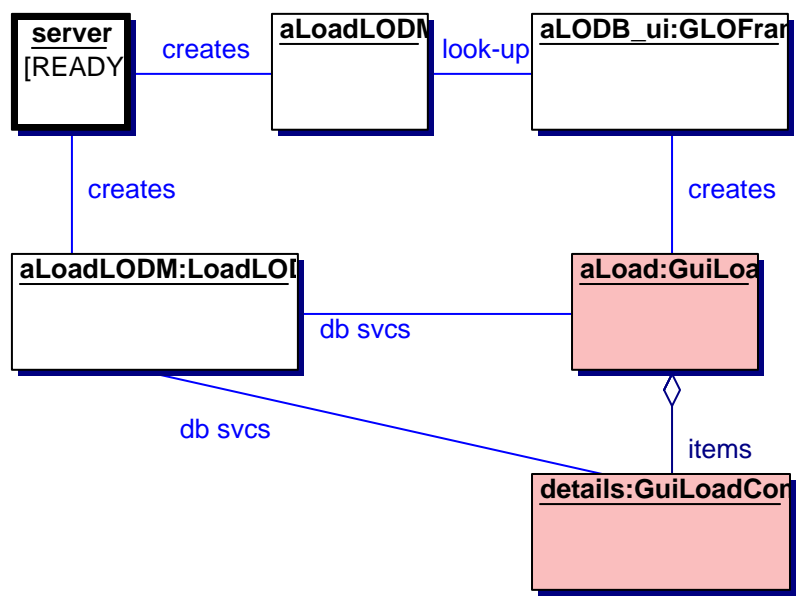 server
[READY
creates
aLoadLODM
look-up
aLODB_ui:GLOFran
creates
creates
aLoadLODM:LoadLOD
db svcs
aLoad:GuiLoa
db svcs
items
details:GuiLoadCon